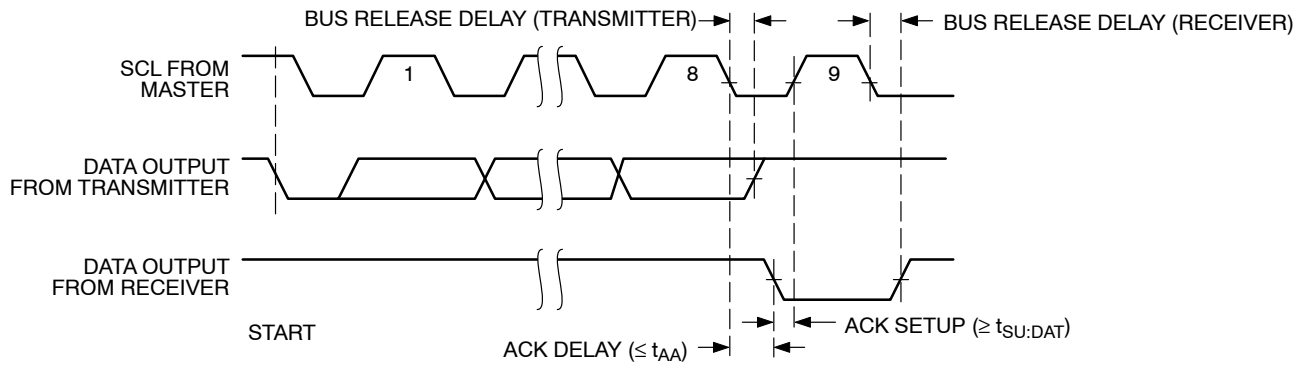 BUS RELEASE DELAY (TRANSMITTER)
BUS RELEASE DELAY (RECEIVER)
SCL FROM
MASTER
1
8
9
DATA OUTPUT
FROM TRANSMITTER
DATA OUTPUT
FROM RECEIVER
START
ACK SETUP (≥ tSU:DAT)
ACK DELAY (≤ tAA)